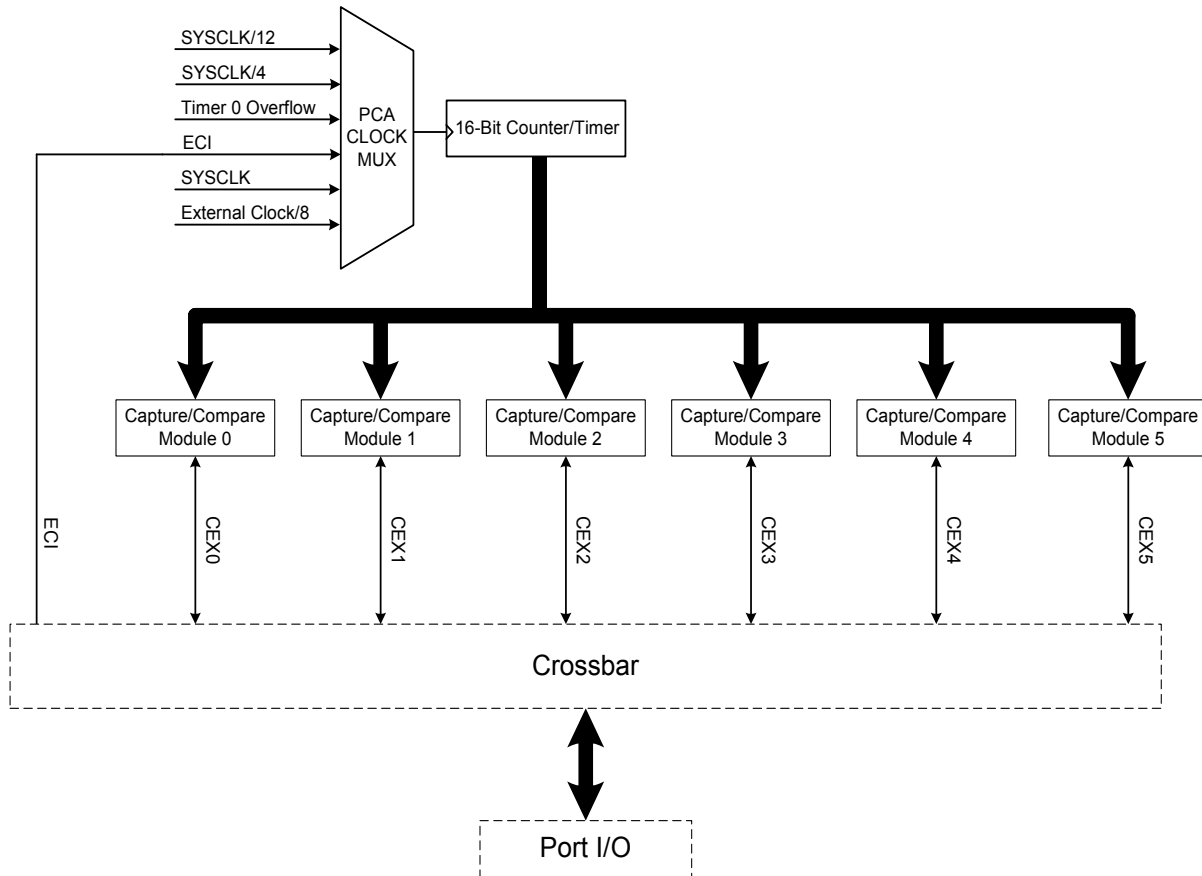 SYSCLK/12
SYSCLK/4
Timer 0 Overflow
ECI
SYSCLK
External Clock/8
PCA
CLOCK
MUX
16-Bit Counter/Timer
Capture/Compare
Module 0
Capture/Compare
Module 1
Capture/Compare
Module 2
Capture/Compare
Module 3
Capture/Compare
Module 4
Capture/Compare
Module 5
ECI
CEX0
CEX1
CEX2
CEX3
CEX4
CEX5
Crossbar
Port I/O